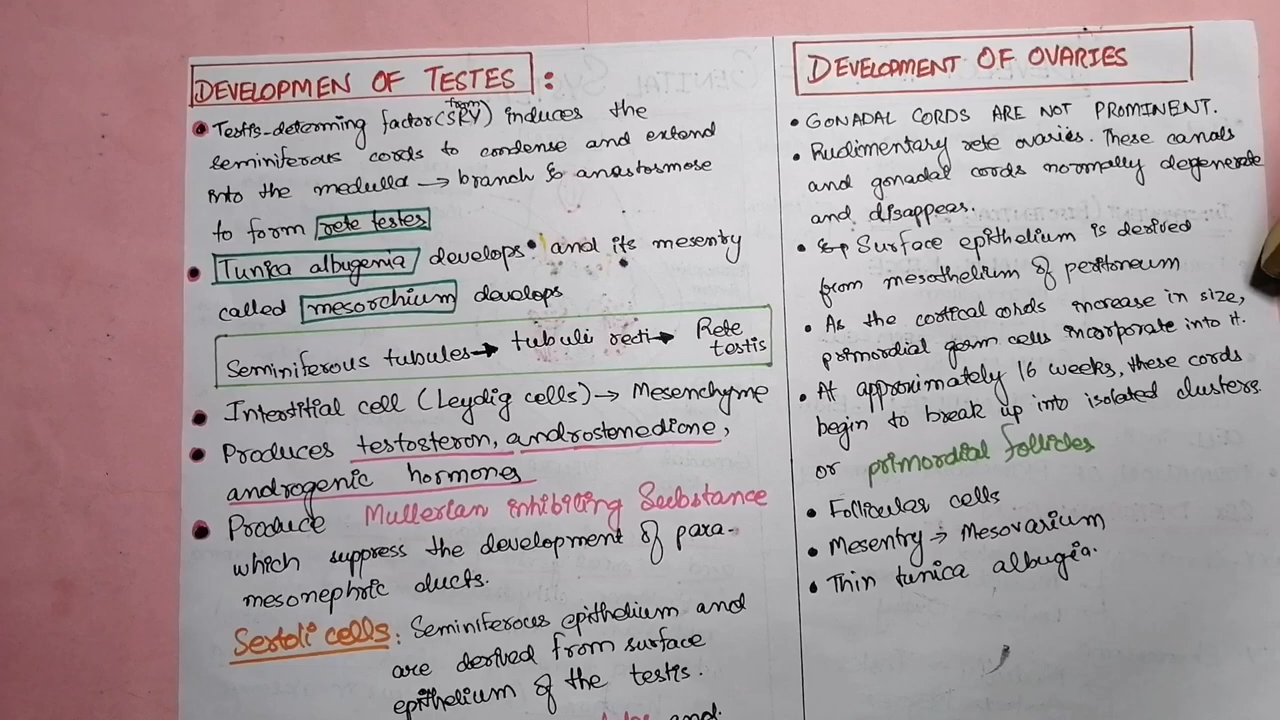 DEVELOPMEN OF TESTES :
• Testis-determing factor (from SRY) induces the
seminiferous cords to condense and extend
into the medulla → branch & anastosmose
to form rete testes
• Tunica albugenia develops • and its mesentry
called mesorchium develops
Seminiferous tubules → tubuli recti → Rete testis
• Interstitial cell (Leydig cells) → Mesenchyme
• Produces testosteron, androstenedione,
androgenic hormones
• Produce Mullerian inhibiting Substance
which suppress the development of para-
mesonephric ducts.
Sertoli cells : Seminiferous epithelium and
are derived from surface
epithelium of the testis.
and
DEVELOPMENT OF OVARIES
• GONADAL CORDS ARE NOT PROMINENT.
• Rudimentary rete ovaries. These canals
and gonadal cords normally degenerate
and disappear.
• Surface epithelium is derived
from mesothelium of peritoneum
• As the cortical cords increase in size,
primordial germ cells incorporate into it.
• At approximately 16 weeks, these cords
begin to break up into isolated clusters.
or primordial follicles
• Follicular cells
• Mesentry → Mesovarium
• Thin tunica albugia.